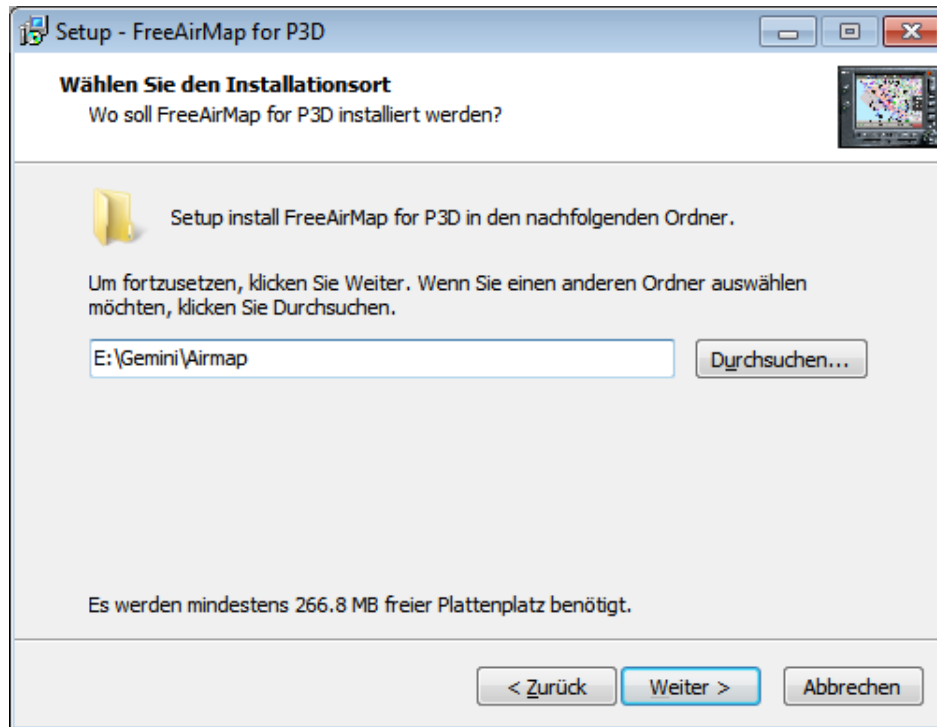 Setup - FreeAirMap for P3D
Wählen Sie den Installationsort
Wo soll FreeAirMap for P3D installiert werden?
Setup install FreeAirMap for P3D in den nachfolgenden Ordner.
Um fortzusetzen, klicken Sie Weiter. Wenn Sie einen anderen Ordner auswählen
möchten, klicken Sie Durchsuchen.
E:\Gemini\Airmap
Durchsuchen...
Es werden mindestens 266.8 MB freier Plattenplatz benötigt.
< Zurück
Weiter >
Abbrechen